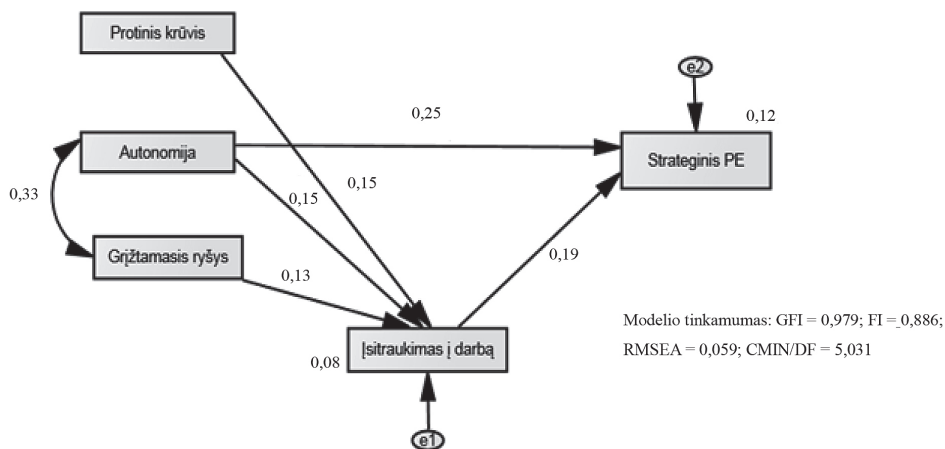 Protinis krūvis
e2
0,25
0,12
Autonomija
Strateginis PE
0,33
0,15
0,15
Grįžtamasis ryšys
0,13
0,19
Modelio tinkamumas: GFI = 0,979; FI = 0,886;
RMSEA = 0,059; CMIN/DF = 5,031
0,08
Įsitraukimas į darbą
e1